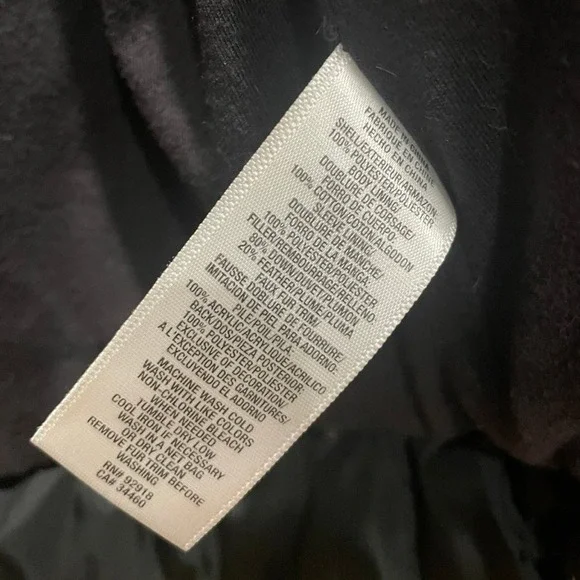 MADE IN CHINA
FABRIQUE EN CHINE
HECHO EN CHINA
SHELL/EXTERIEUR/ARMAZON
100% POLYESTER/POLIESTER
BODY LINING/
DOUBLURE DE CORSAGE/
FORRO DE CUERPO:
100% COTTON/COTON/ALGODON
SLEEVE LINING/
DOUBLURE DE MANCHE/
FORRO DE LA MANGA:
100% POLYESTER/POLIESTER
FILLER/REMBOURRAGE/RELLENO
80% DOWN/DUVET/PLUMON
20% FEATHER/PLUME/PLUMA
FAUX FUR TRIM/
FAUSSE DOUBLURE DE FOURRURE/
IMITACION DE PIEL PARA ADORNO:
PILE/POIL/PILA:
100% ACRYLIC/ACRYLIQUE/ACRILICO
BACK/DOU/PIEZA POSTERIOR
100% POLYESTER/POLIESTER
EXCLUSIVE OF DECORATION/
A L'EXCEPTION DES GARNITURES/
EXCLUYENDO EL ADORNO
MACHINE WASH COLD
WASH WITH LIKE COLORS
NON CHLORINE BLEACH
WHEN NEEDED
TUMBLE DRY LOW
COOL IRON IF NECESSARY
WASH IN A NET BAG
OR DRY CLEAN
REMOVE FUR TRIM BEFORE
WASHING
RN# 92918
CA# 34460